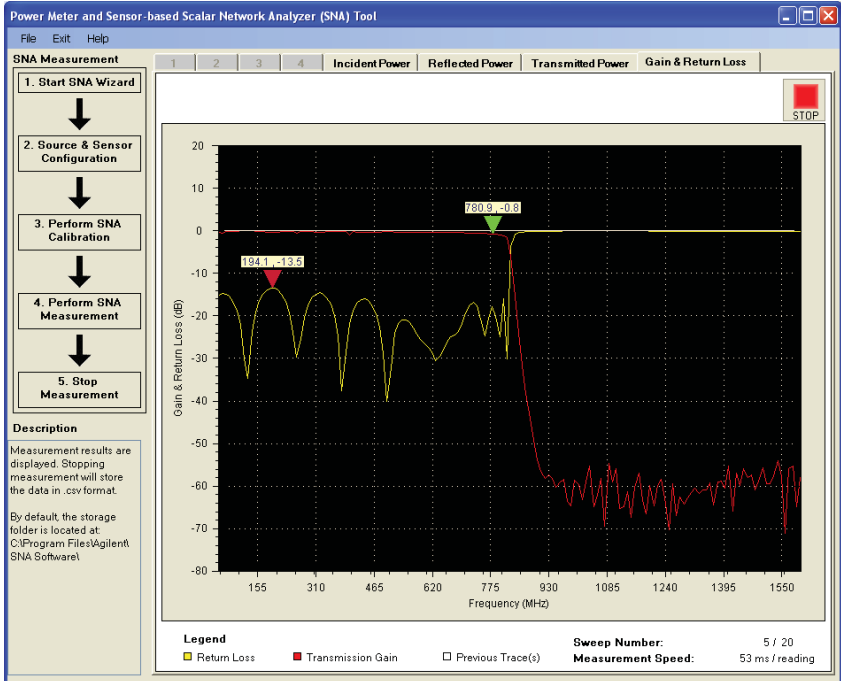 Power Meter and Sensor-based Scalar Network Analyzer (SNA) Tool
File Exit Help
SNA Measurement
1. Start SNA Wizard
2. Source & Sensor
Configuration
3. Perform SNA
Calibration
4. Perform SNA
Measurement
5. Stop
Measurement
Description
Measurement results are
displayed. Stopping
measurement will store
the data in .csv format.
By default, the storage
folder is located at:
C:\Program Files\Agilent\
SNA Software\
1 2 3 4 Incident Power Reflected Power Transmitted Power Gain & Return Loss
STOP
Gain & Return Loss (dB)
20
10
0
-10
-20
-30
-40
-50
-60
-70
-80
780.9 , -0.8
194.1 , -13.5
155 310 465 620 775 930 1085 1240 1395 1550
Frequency (MHz)
Legend
Return Loss Transmission Gain Previous Trace(s)
Sweep Number: 5 / 20
Measurement Speed: 53 ms / reading